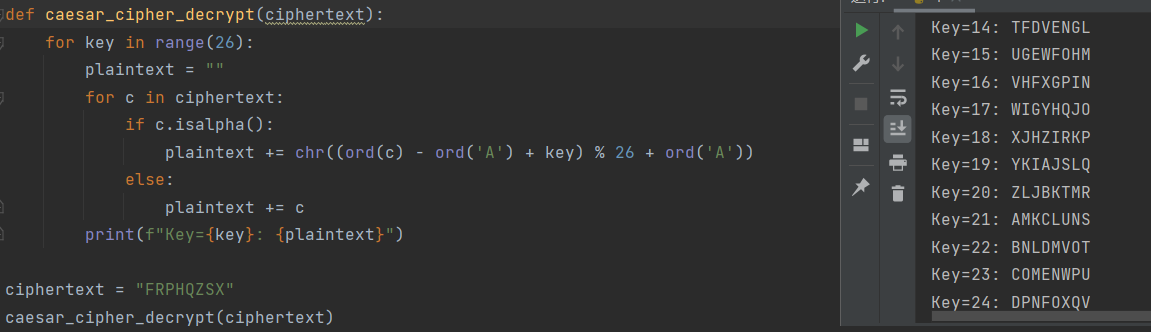 def caesar_cipher_decrypt(ciphertext):
    for key in range(26):
        plaintext = ""
        for c in ciphertext:
            if c.isalpha():
                plaintext += chr((ord(c) - ord('A') + key) % 26 + ord('A'))
            else:
                plaintext += c
        print(f"Key={key}: {plaintext}")
ciphertext = "FRPHQZSX"
caesar_cipher_decrypt(ciphertext)
Key=14: TFDVENGL
Key=15: UGEWFOHM
Key=16: VHFXGPIN
Key=17: WIGYHQJO
Key=18: XJHZIRKP
Key=19: YKIAJSLQ
Key=20: ZLJBKTMR
Key=21: AMKCLUNS
Key=22: BNLDMVOT
Key=23: COMENWPU
Key=24: DPNFOXQV